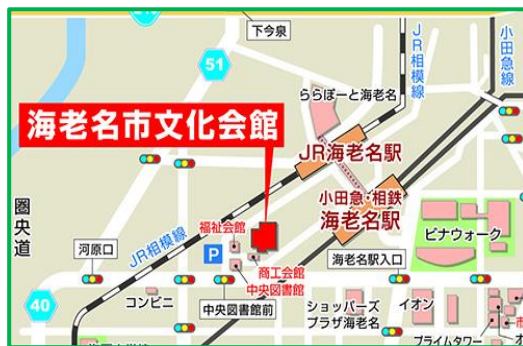 下今泉
51
ららぽーと海老名
JR相模線
小田急線
海老名市文化会館
JR海老名駅
小田急・相鉄
海老名駅
圏央道
河原口
JR相模線
福祉会館
P
商工会館
中央図書館
海老名駅入口
ビナウォーク
40
コンビニ
中央図書館前
ショッパーズ
プラザ海老名
イオン
プライムタワー
市